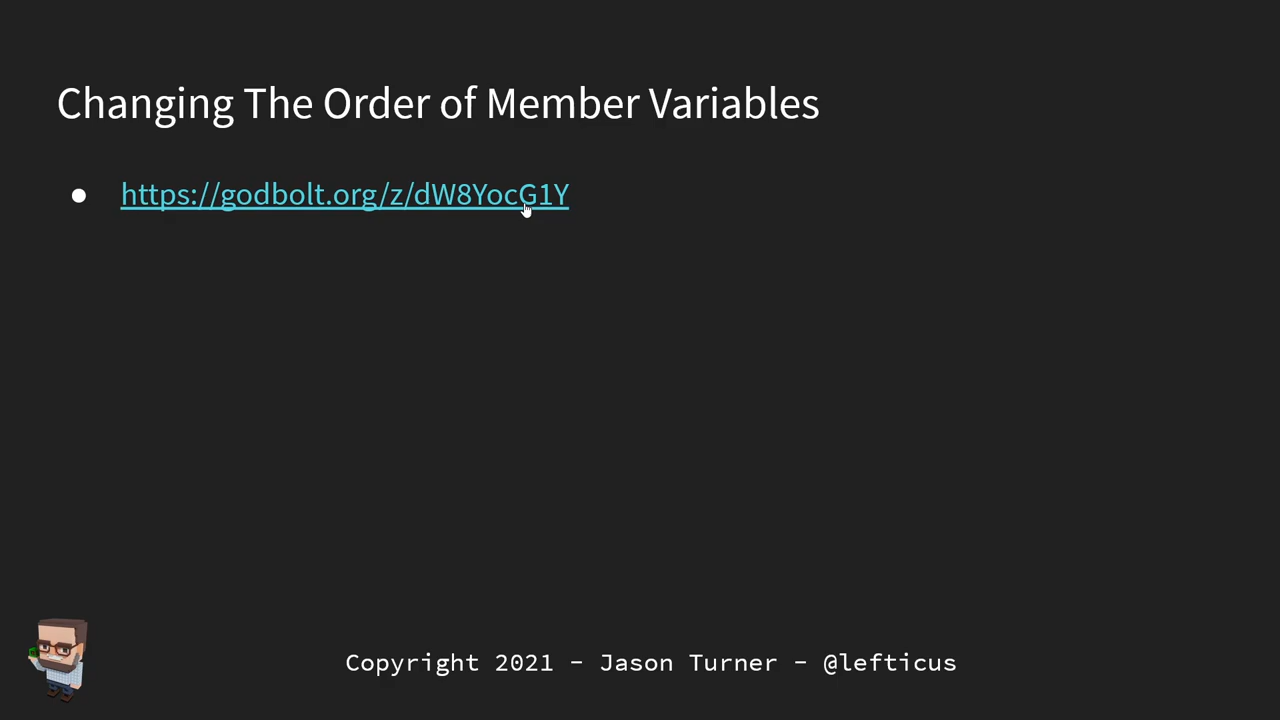 Changing The Order of Member Variables
● https://godbolt.org/z/dW8YocG1Y
Copyright 2021 - Jason Turner - @lefticus